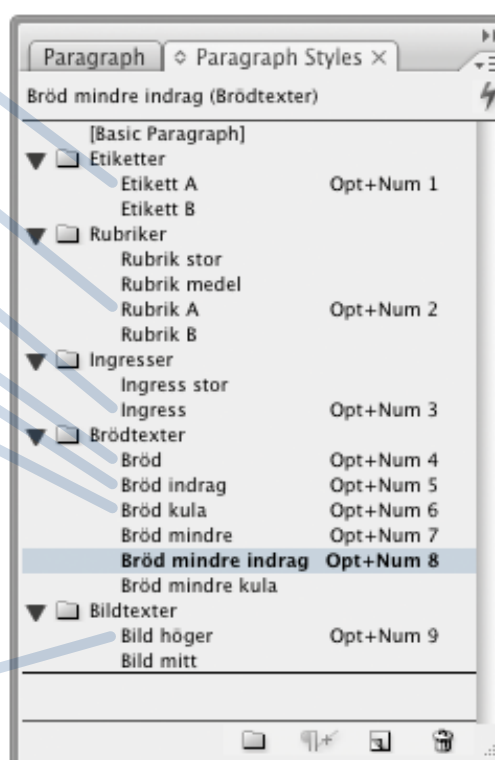 Paragraph Paragraph Styles ×
Bröd mindre indrag (Brödtexter)
[Basic Paragraph]
Etiketter
Etikett A Opt+Num 1
Etikett B
Rubriker
Rubrik stor
Rubrik medel
Rubrik A Opt+Num 2
Rubrik B
Ingresser
Ingress stor
Ingress Opt+Num 3
Brödtexter
Bröd Opt+Num 4
Bröd indrag Opt+Num 5
Bröd kula Opt+Num 6
Bröd mindre Opt+Num 7
Bröd mindre indrag Opt+Num 8
Bröd mindre kula
Bildtexter
Bild höger Opt+Num 9
Bild mitt